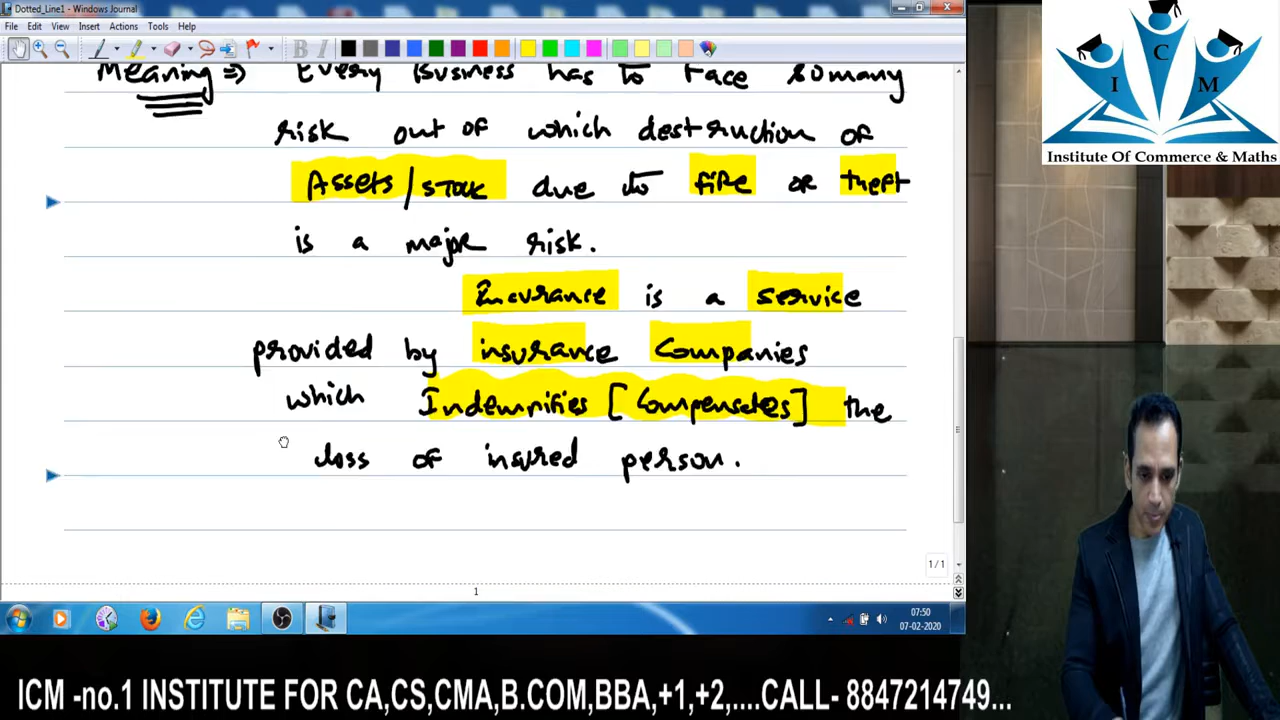 Dotted_Line1 - Windows Journal
File Edit View Insert Actions Tools Help
B I
Meaning ⇒ Every Business has to Face so many
risk out of which destruction of
Assets / stock due to fire or theft
is a major risk.
Insurance is a service
provided by insurance Companies
which Indemnifies [Compensates] the
loss of insured person.
1/1
1
07:50
07-02-2020
I C M
Institute Of Commerce & Maths
ICM -no.1 INSTITUTE FOR CA,CS,CMA,B.COM,BBA,+1,+2,....CALL- 8847214749...